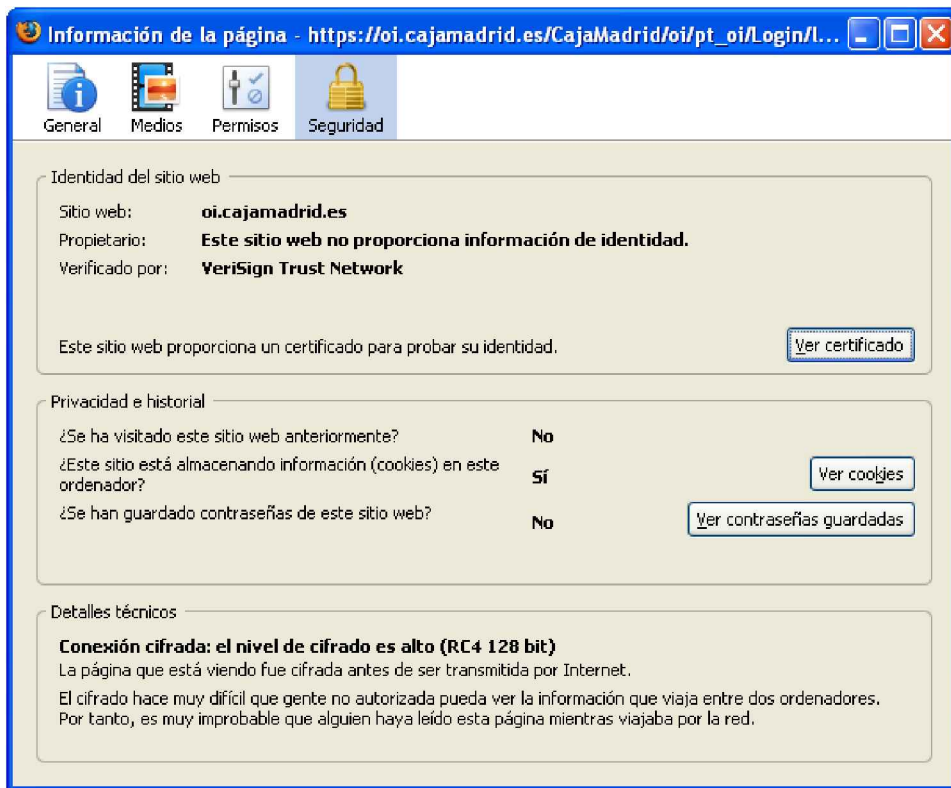 Información de la página - https://oi.cajamadrid.es/CajaMadrid/oi/pt_oi/Login/l...
General Medios Permisos Seguridad
Identidad del sitio web
Sitio web: oi.cajamadrid.es
Propietario: Este sitio web no proporciona información de identidad.
Verificado por: VeriSign Trust Network
Este sitio web proporciona un certificado para probar su identidad. Ver certificado
Privacidad e historial
¿Se ha visitado este sitio web anteriormente? No
¿Este sitio está almacenando información (cookies) en este
ordenador? Sí Ver cookies
¿Se han guardado contraseñas de este sitio web? No Ver contraseñas guardadas
Detalles técnicos
Conexión cifrada: el nivel de cifrado es alto (RC4 128 bit)
La página que está viendo fue cifrada antes de ser transmitida por Internet.
El cifrado hace muy difícil que gente no autorizada pueda ver la información que viaja entre dos ordenadores.
Por tanto, es muy improbable que alguien haya leído esta página mientras viajaba por la red.